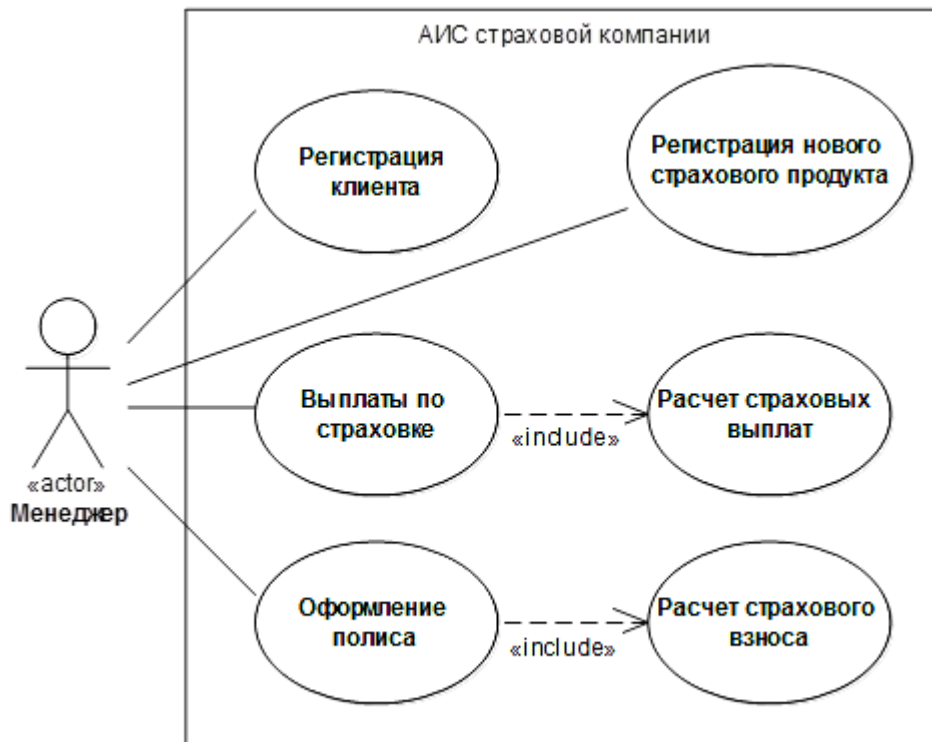 АИС страховой компании
Регистрация
клиента
Регистрация нового
страхового продукта
Выплаты по
страховке
«include»
Расчет страховых
выплат
«actor»
Менеджер
Оформление
полиса
«include»
Расчет страхового
взноса